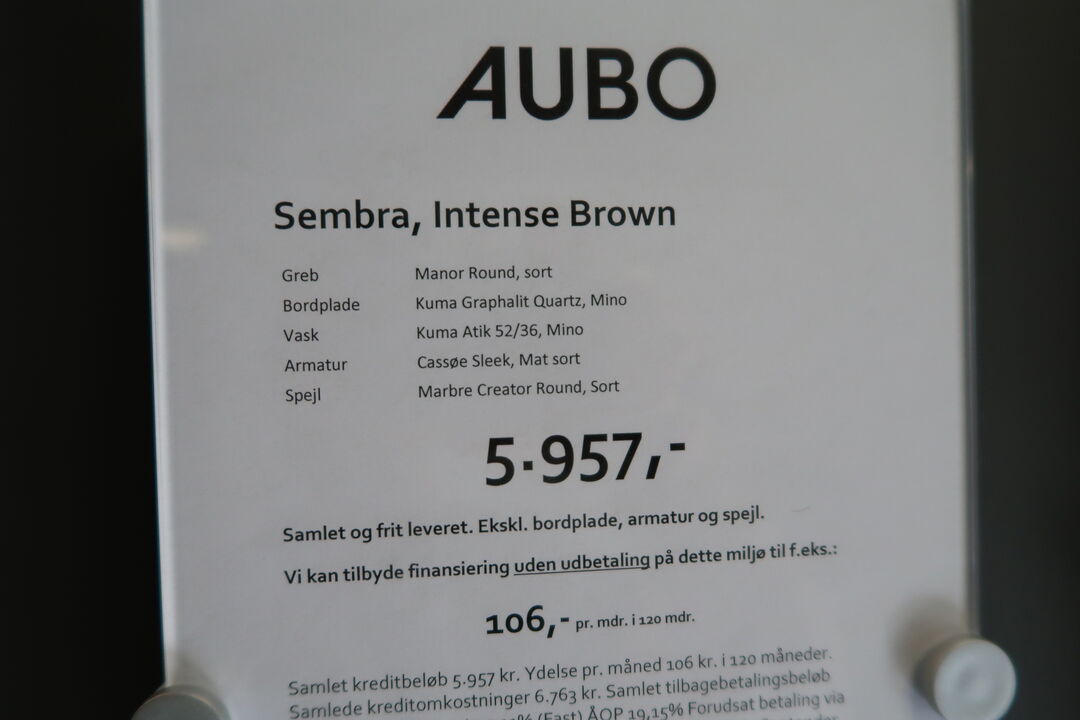 AUBO
Sembra, Intense Brown
Greb Manor Round, sort
Bordplade Kuma Graphalit Quartz, Mino
Vask Kuma Atik 52/36, Mino
Armatur Cassøe Sleek, Mat sort
Spejl Marbre Creator Round, Sort
5.957,-
Samlet og frit leveret. Ekskl. bordplade, armatur og spejl.
Vi kan tilbyde finansiering uden udbetaling på dette miljø til f.eks.:
106,- pr. mdr. i 120 mdr.
Samlet kreditbeløb 5.957 kr. Ydelse pr. måned 106 kr. i 120 måneder.
Samlede kreditomkostninger 6.763 kr. Samlet tilbagebetalingsbeløb
(Fast) ÅOP 19,15% Forudsat betaling via